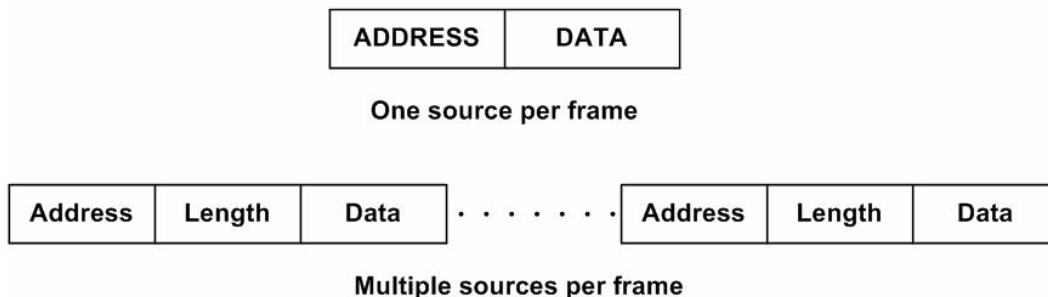 ADDRESS DATA
One source per frame
Address Length Data . . . . . . . Address Length Data
Multiple sources per frame